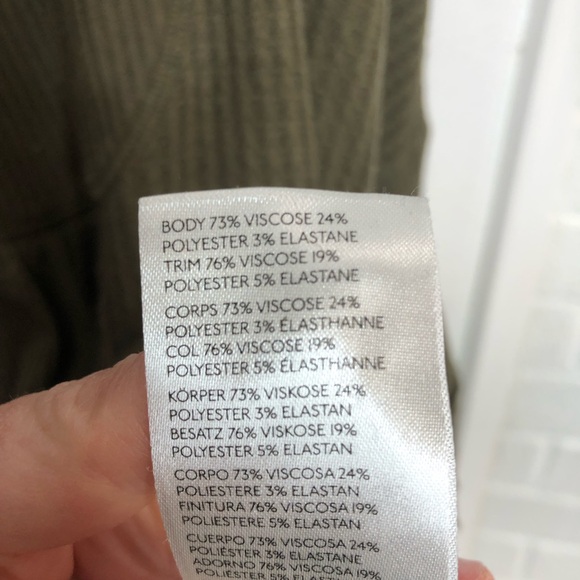 BODY 73% VISCOSE 24%
POLYESTER 3% ELASTANE
TRIM 76% VISCOSE 19%
POLYESTER 5% ELASTANE
CORPS 73% VISCOSE 24%
POLYESTER 3% ÉLASTHANNE
COL 76% VISCOSE 19%
POLYESTER 5% ÉLASTHANNE
KÖRPER 73% VISKOSE 24%
POLYESTER 3% ELASTAN
BESATZ 76% VISKOSE 19%
POLYESTER 5% ELASTAN
CORPO 73% VISCOSA 24%
POLIESTERE 3% ELASTAN
FINITURA 76% VISCOSA 19%
POLIESTERE 5% ELASTAN
CUERPO 73% VISCOSA 24%
POLIÉSTER 3% ELASTANE
ADORNO 76% VISCOSA 19%
POLIÉSTER 5% ELASTANE